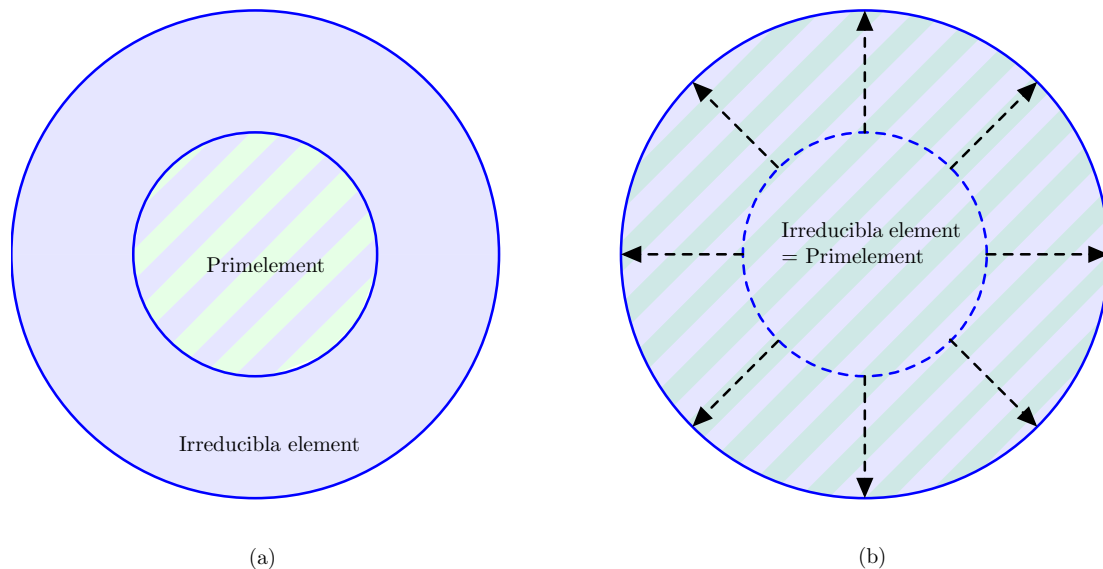 Primelement
Irreducibla element
(a)
Irreducibla element
= Primelement
(b)